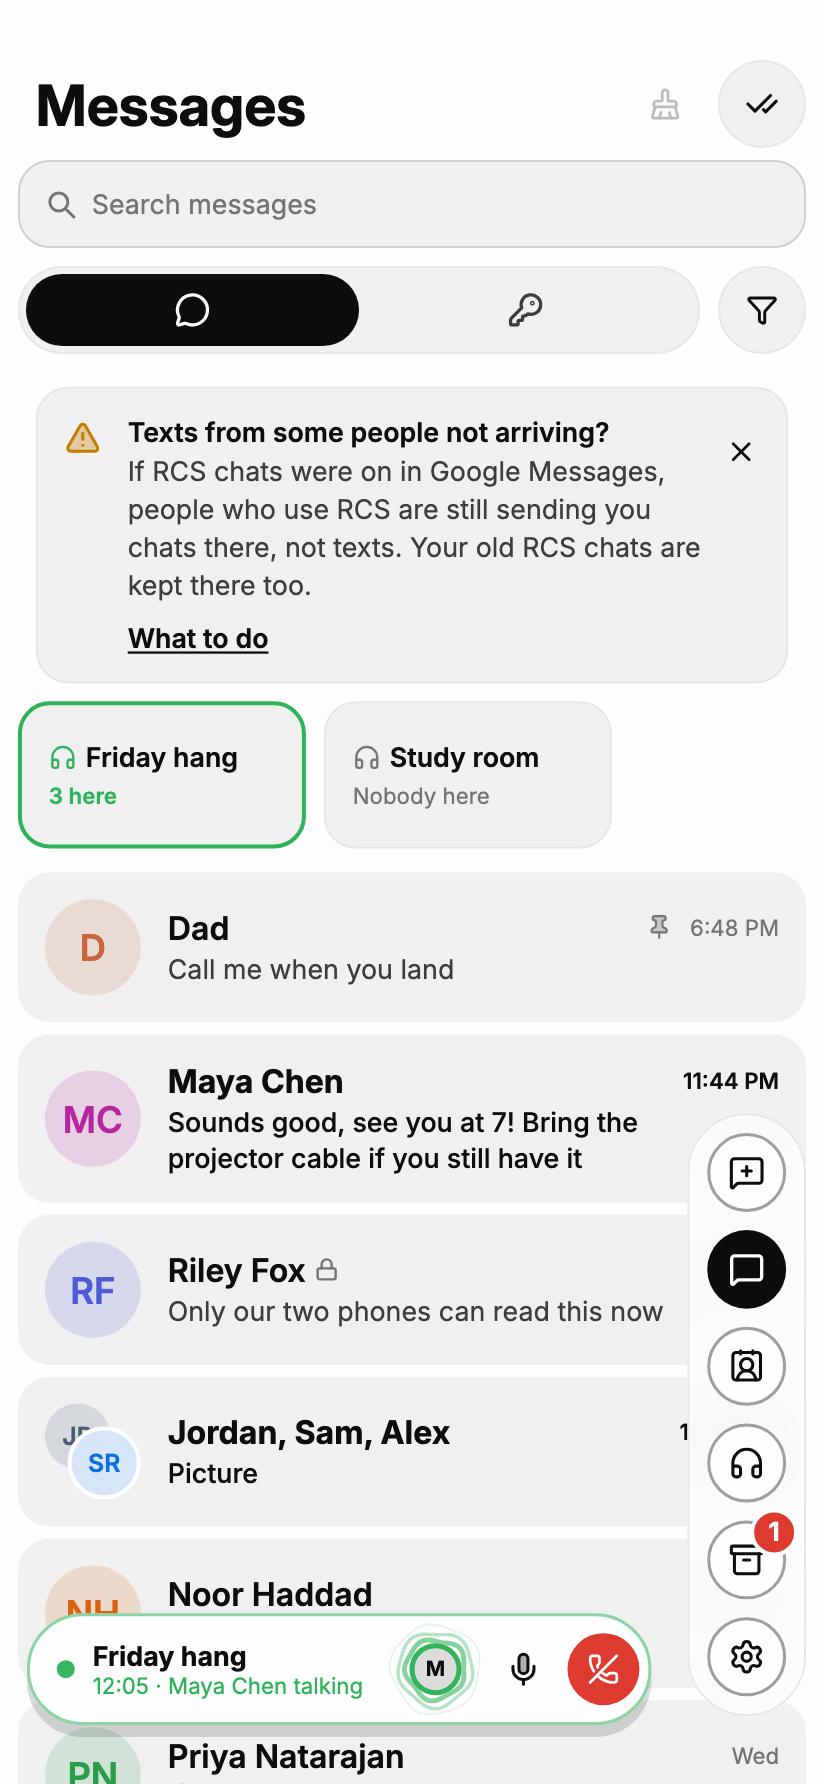 Messages
Search messages
Texts from some people not arriving?
If RCS chats were on in Google Messages,
people who use RCS are still sending you
chats there, not texts. Your old RCS chats are
kept there too.
What to do
Friday hang
3 here
Study room
Nobody here
D
Dad
6:48 PM
Call me when you land
MC
Maya Chen
11:44 PM
Sounds good, see you at 7! Bring the
projector cable if you still have it
RF
Riley Fox
Only our two phones can read this now
SR
Jordan, Sam, Alex
Picture
1
NH
Noor Haddad
Friday hang
12:05 · Maya Chen talking
M
PN
Priya Natarajan
Wed